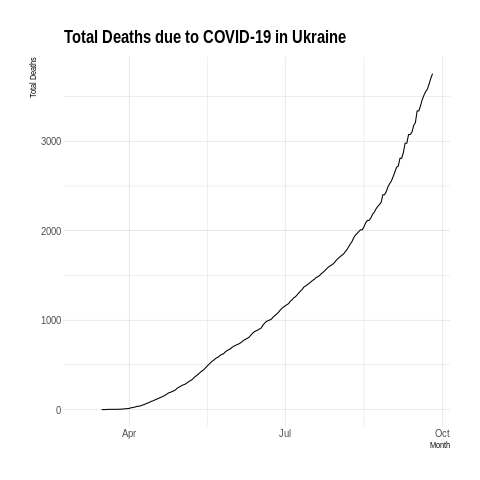 Total Deaths due to COVID-19 in Ukraine
Total Deaths
3000
2000
1000
0
Apr
Jul
Oct
Month